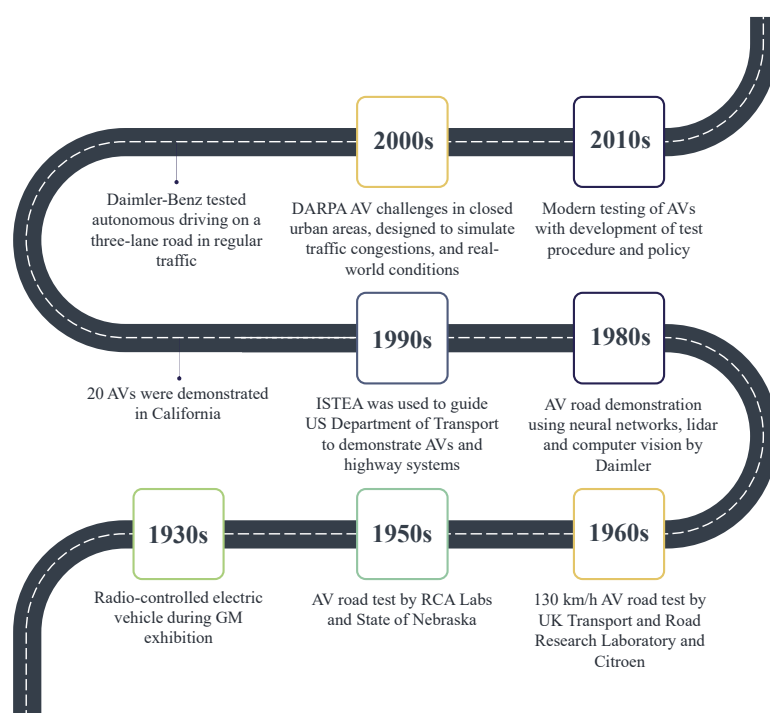 2000s
2010s
Daimler-Benz tested
autonomous driving on a
three-lane road in regular
traffic
DARPA AV challenges in closed
urban areas, designed to simulate
traffic congestions, and real-
world conditions
Modern testing of AVs
with development of test
procedure and policy
1990s
1980s
20 AVs were demonstrated
in California
ISTEA was used to guide
US Department of Transport
to demonstrate AVs and
highway systems
AV road demonstration
using neural networks, lidar
and computer vision by
Daimler
1930s
1950s
1960s
Radio-controlled electric
vehicle during GM
exhibition
AV road test by RCA Labs
and State of Nebraska
130 km/h AV road test by
UK Transport and Road
Research Laboratory and
Citroen